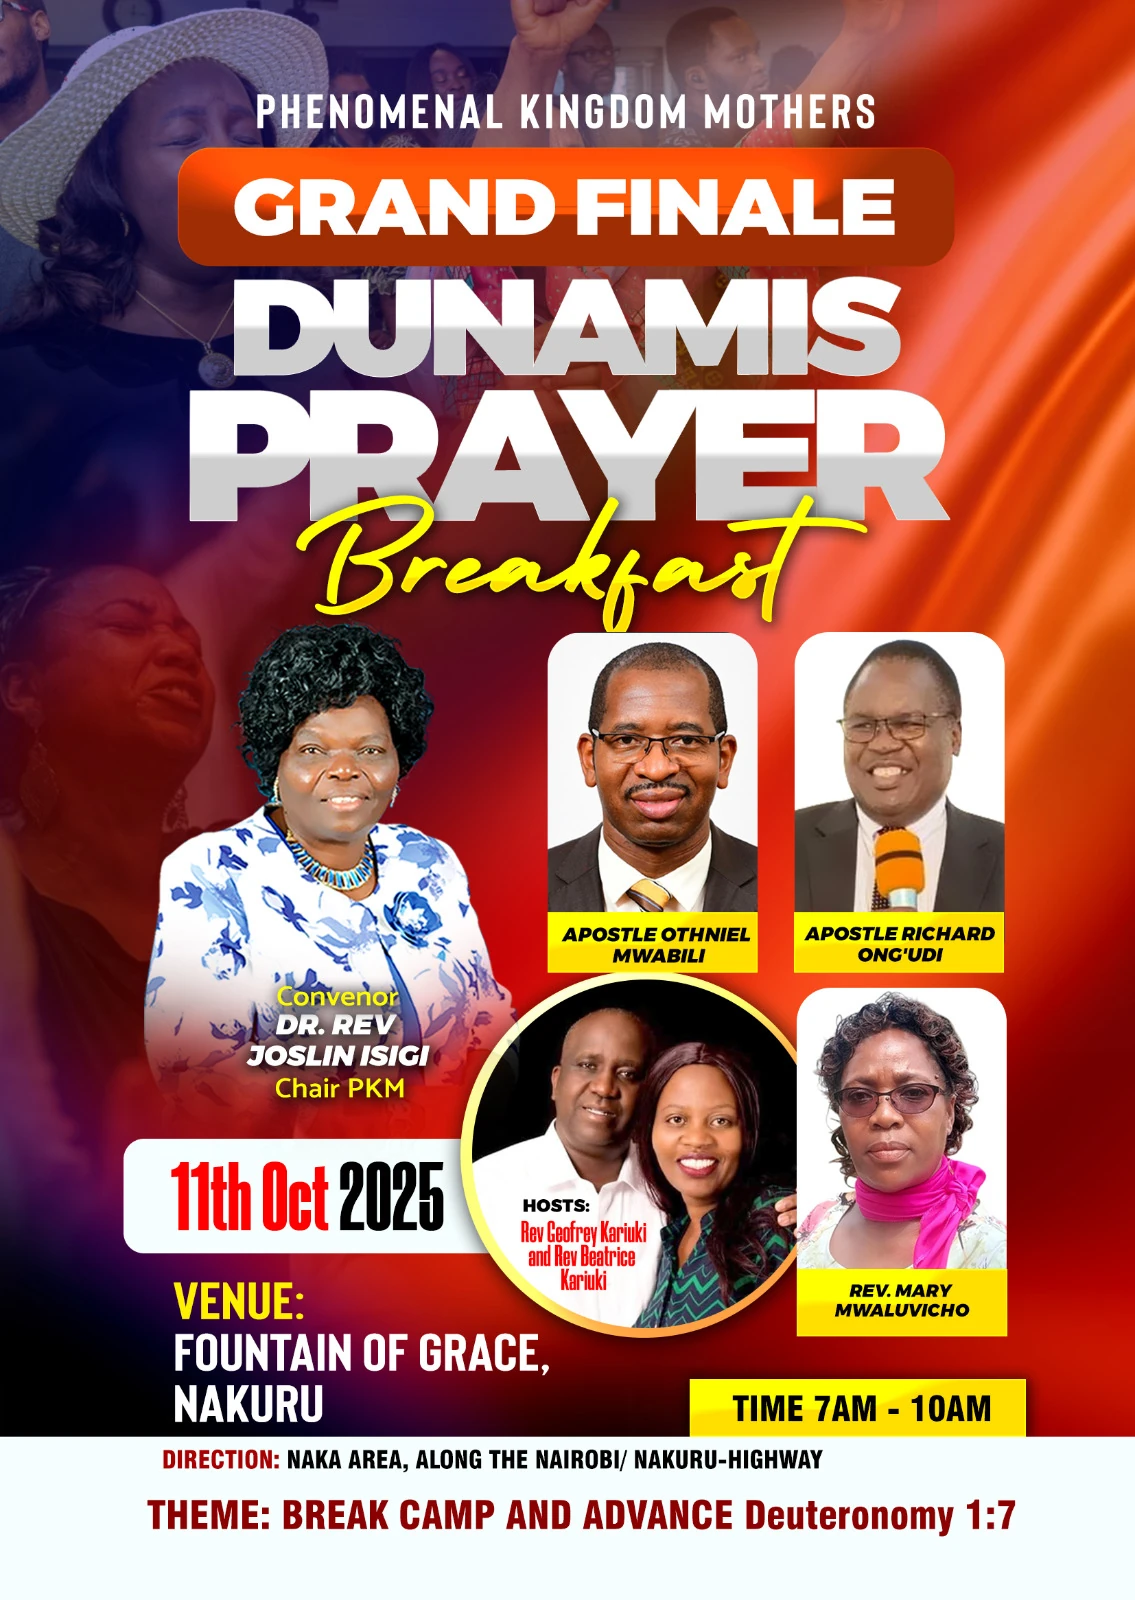 PHENOMENAL KINGDOM MOTHERS
GRAND FINALE
DUNAMIS
PRAYER
Breakfast
APOSTLE OTHNIEL
MWABILI
APOSTLE RICHARD
ONG'UDI
Convenor
DR. REV
JOSLIN ISIGI
Chair PKM
11th Oct 2025
HOSTS:
Rev Geofrey Kariuki
and Rev Beatrice
Kariuki
REV. MARY
MWALUVICHO
VENUE:
FOUNTAIN OF GRACE,
NAKURU
TIME 7AM - 10AM
DIRECTION: NAKA AREA, ALONG THE NAIROBI/ NAKURU-HIGHWAY
THEME: BREAK CAMP AND ADVANCE Deuteronomy 1:7